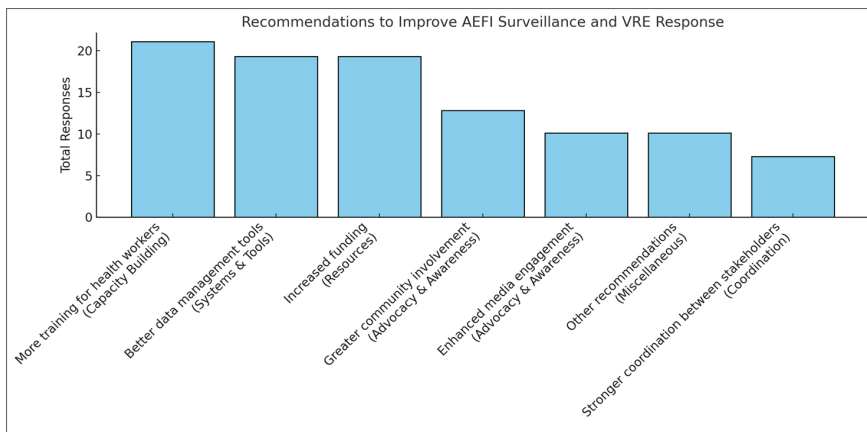 Recommendations to Improve AEFI Surveillance and VRE Response
Total Responses
20
15
10
5
0
More training for health workers
(Capacity Building)
Better data management tools
(Systems & Tools)
Increased funding
(Resources)
Greater community involvement
(Advocacy & Awareness)
Enhanced media engagement
(Advocacy & Awareness)
Other recommendations
(Miscellaneous)
Stronger coordination between stakeholders
(Coordination)